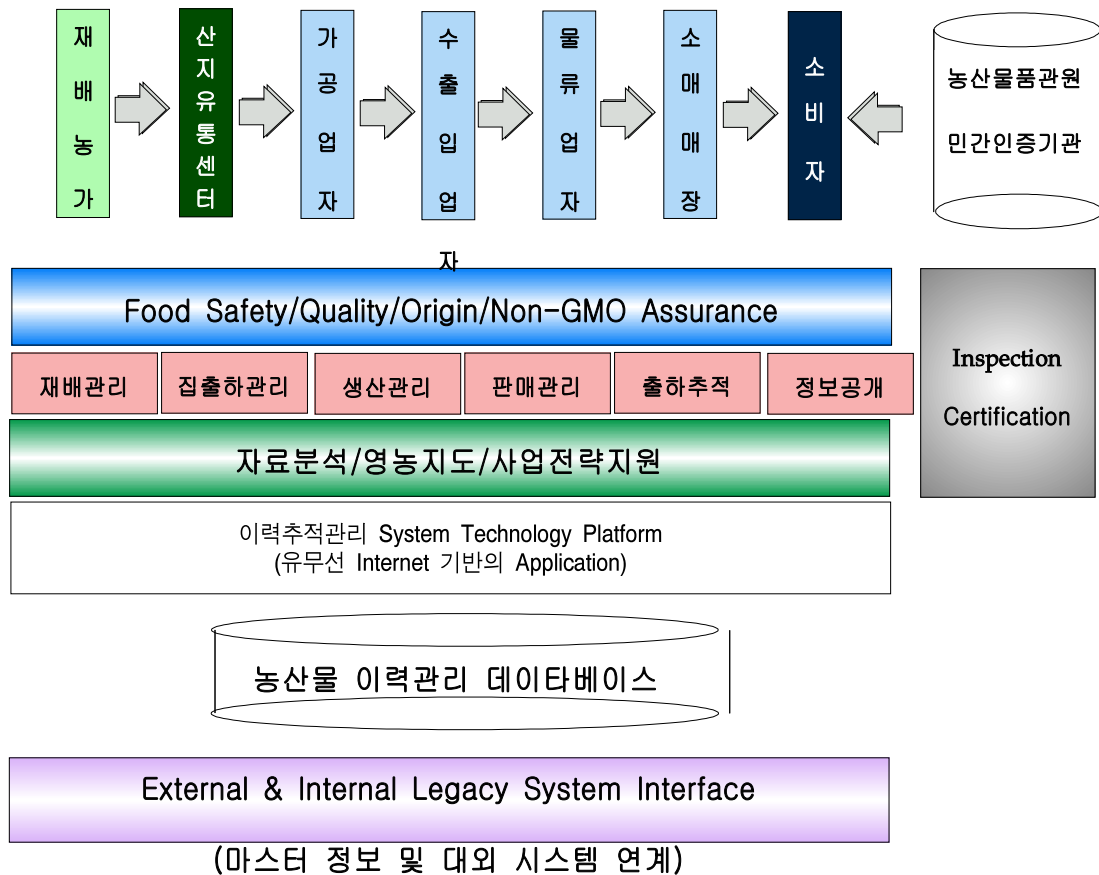 재배농가
산지유통센터
가공업자
수출입업자
물류업자
소매매장
소비자
농산물품관원
민간인증기관
Food Safety/Quality/Origin/Non-GMO Assurance
재배관리
집출하관리
생산관리
판매관리
출하추적
정보공개
Inspection
Certification
자료분석/영농지도/사업전략지원
이력추적관리 System Technology Platform
(유무선 Internet 기반의 Application)
농산물 이력관리 데이타베이스
External & Internal Legacy System Interface
(마스터 정보 및 대외 시스템 연계)